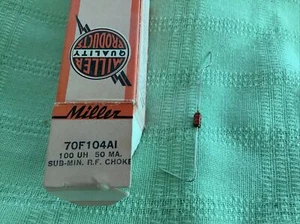 MILLER
QUALITY
PRODUCTS
Miller
70F104AI
100 UH 50 MA.
SUB-MIN. R.F. CHOKE